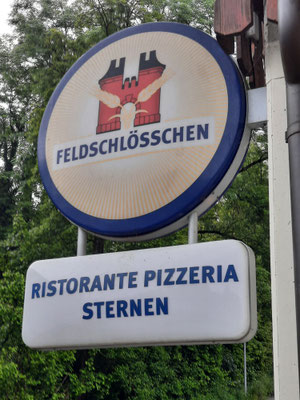 FELDSCHLÖSSCHEN
RISTORANTE PIZZERIA
STERNEN